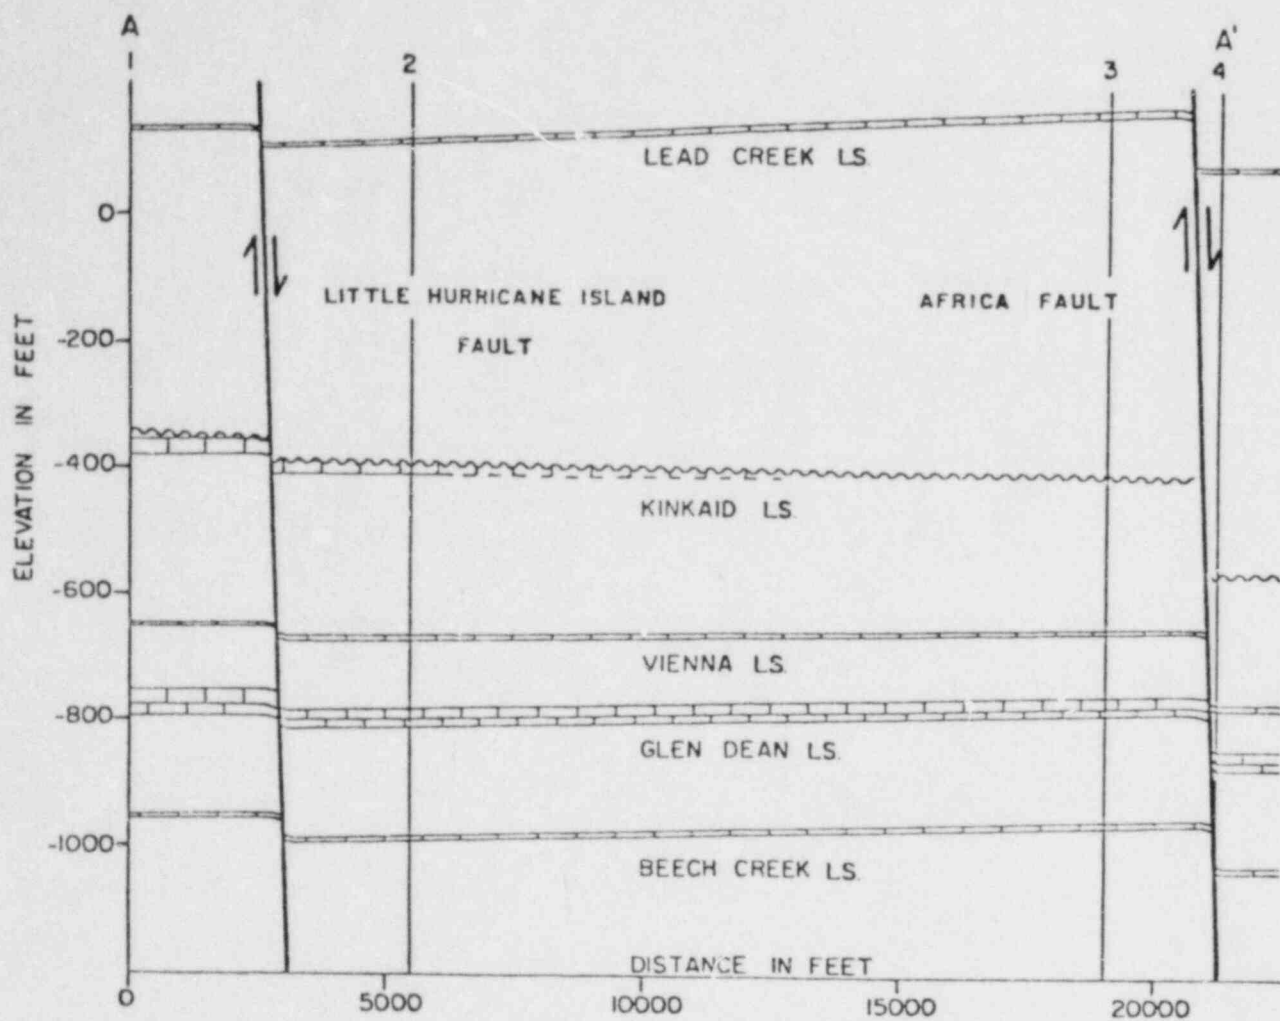 A
A'
1
2
3
4
LEAD CREEK LS.
0
LITTLE HURRICANE ISLAND
FAULT
AFRICA FAULT
-200
ELEVATION IN FEET
-400
KINKAID LS.
-600
VIENNA LS.
-800
GLEN DEAN LS.
-1000
BEECH CREEK LS.
DISTANCE IN FEET
0
5000
10000
15000
20000